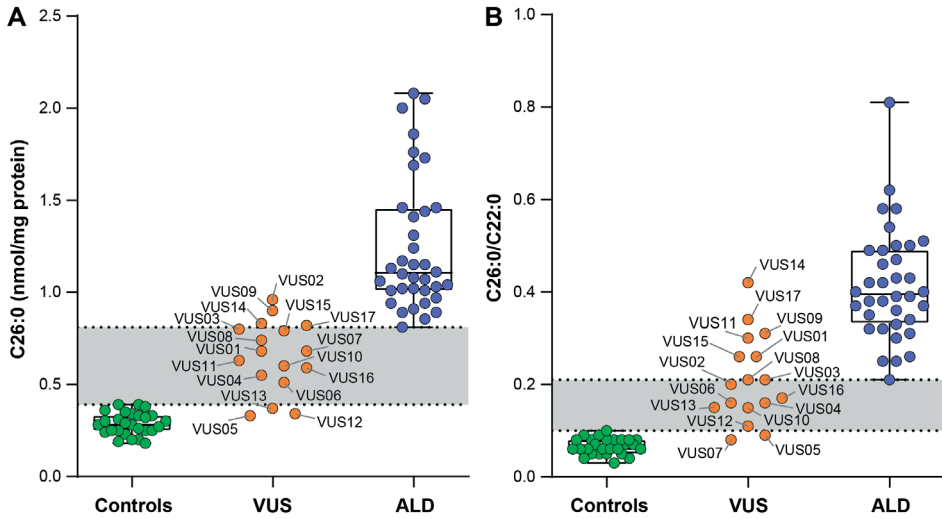 A
2.5
2.0
1.5
1.0
0.5
0.0
C26:0 (nmol/mg protein)
VUS02
VUS09
VUS14
VUS15
VUS03
VUS17
VUS08
VUS07
VUS01
VUS10
VUS11
VUS04
VUS16
VUS13
VUS06
VUS05
VUS12
Controls
VUS
ALD
B
1.0
0.8
0.6
0.4
0.2
0.0
C26:0/C22:0
VUS14
VUS17
VUS11
VUS09
VUS15
VUS01
VUS02
VUS08
VUS03
VUS06
VUS16
VUS13
VUS04
VUS12
VUS10
VUS07
VUS05
Controls
VUS
ALD